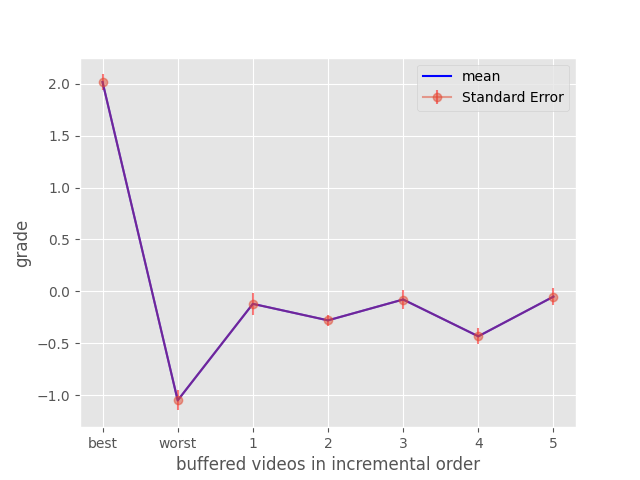 mean
Standard Error
2.0
1.5
1.0
0.5
0.0
−0.5
−1.0
grade
best worst 1 2 3 4 5
buffered videos in incremental order